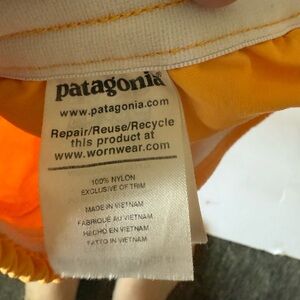 patagonia®
www.patagonia.com
Repair/Reuse/Recycle
this product at
www.wornwear.com
100% NYLON
EXCLUSIVE OF TRIM
MADE IN VIETNAM
FABRIQUÉ AU VIETNAM
HECHO EN VIETNAM
FATTO IN VIETNAM